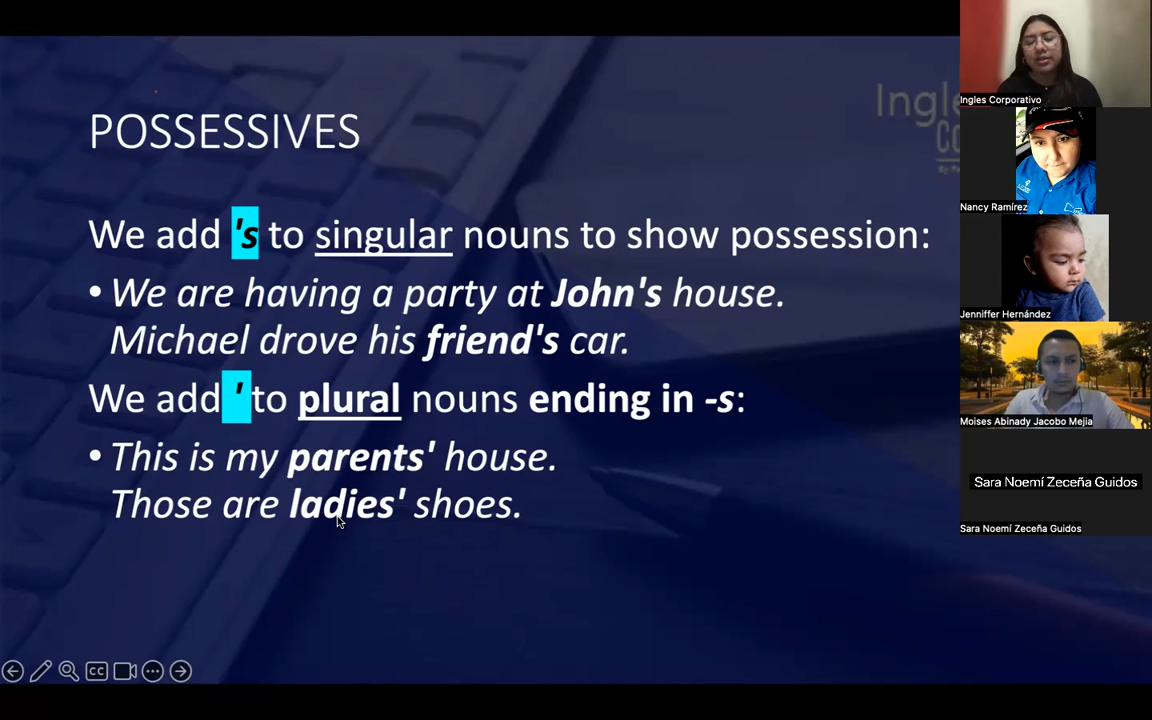 POSSESSIVES
We add 's to singular nouns to show possession:
• We are having a party at John's house.
Michael drove his friend's car.
We add ' to plural nouns ending in -s:
• This is my parents' house.
Those are ladies' shoes.
Ingles Corporativo
Nancy Ramírez
Jenniffer Hernández
Moises Abinady Jacobo Mejia
Sara Noemí Zeceña Guidos
Sara Noemí Zeceña Guidos
CC